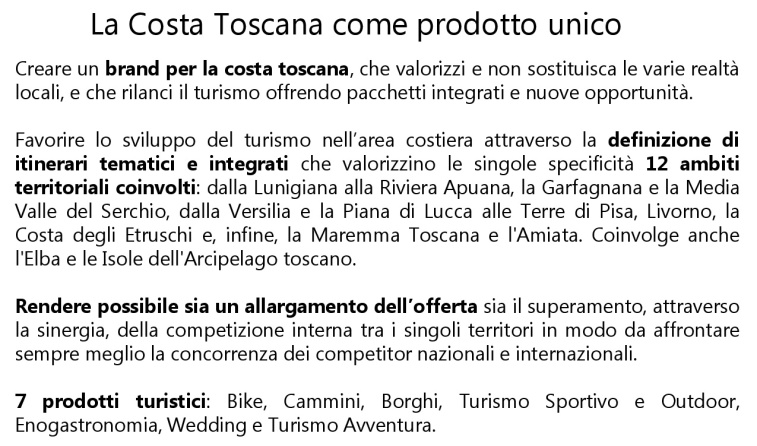 La Costa Toscana come prodotto unico
Creare un brand per la costa toscana, che valorizzi e non sostituisca le varie realtà
locali, e che rilanci il turismo offrendo pacchetti integrati e nuove opportunità.
Favorire lo sviluppo del turismo nell’area costiera attraverso la definizione di
itinerari tematici e integrati che valorizzino le singole specificità 12 ambiti
territoriali coinvolti: dalla Lunigiana alla Riviera Apuana, la Garfagnana e la Media
Valle del Serchio, dalla Versilia e la Piana di Lucca alle Terre di Pisa, Livorno, la
Costa degli Etruschi e, infine, la Maremma Toscana e l'Amiata. Coinvolge anche
l'Elba e le Isole dell'Arcipelago toscano.
Rendere possibile sia un allargamento dell’offerta sia il superamento, attraverso
la sinergia, della competizione interna tra i singoli territori in modo da affrontare
sempre meglio la concorrenza dei competitor nazionali e internazionali.
7 prodotti turistici: Bike, Cammini, Borghi, Turismo Sportivo e Outdoor,
Enogastronomia, Wedding e Turismo Avventura.